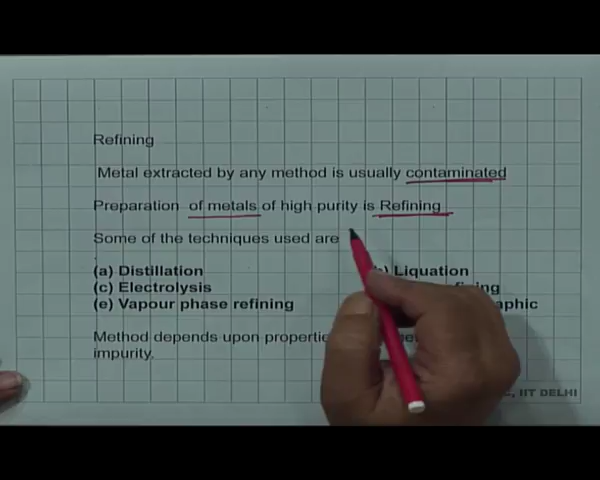 Refining
Metal extracted by any method is usually contaminated
Preparation of metals of high purity is Refining
Some of the techniques used are
(a) Distillation Liquation
(c) Electrolysis
(e) Vapour phase refining
Method depends upon
impurity.
IIT DELHI